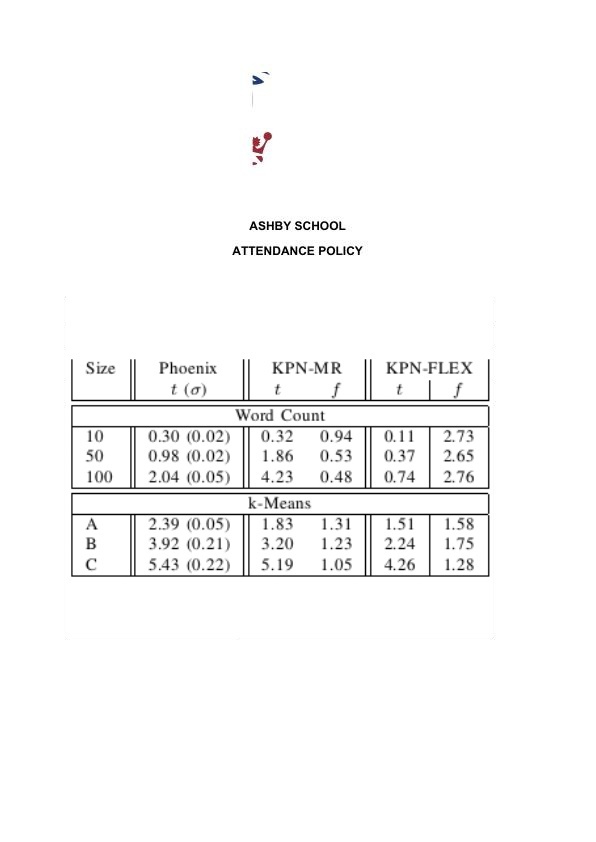 ASHBY SCHOOL
ATTENDANCE POLICY
Size Phoenix KPN-MR KPN-FLEX
t (σ) t f t f
Word Count
10 0.30 (0.02) 0.32 0.94 0.11 2.73
50 0.98 (0.02) 1.86 0.53 0.37 2.65
100 2.04 (0.05) 4.23 0.48 0.74 2.76
k-Means
A 2.39 (0.05) 1.83 1.31 1.51 1.58
B 3.92 (0.21) 3.20 1.23 2.24 1.75
C 5.43 (0.22) 5.19 1.05 4.26 1.28